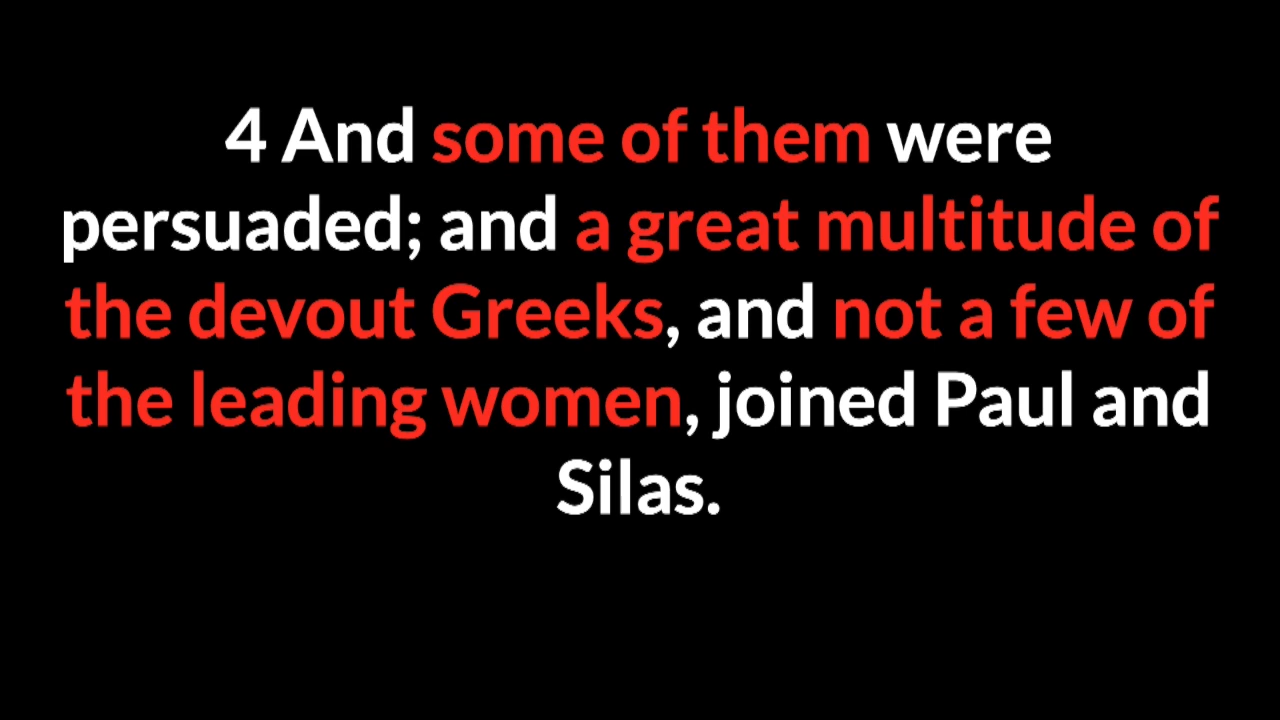 4 And some of them were
persuaded; and a great multitude of
the devout Greeks, and not a few of
the leading women, joined Paul and
Silas.